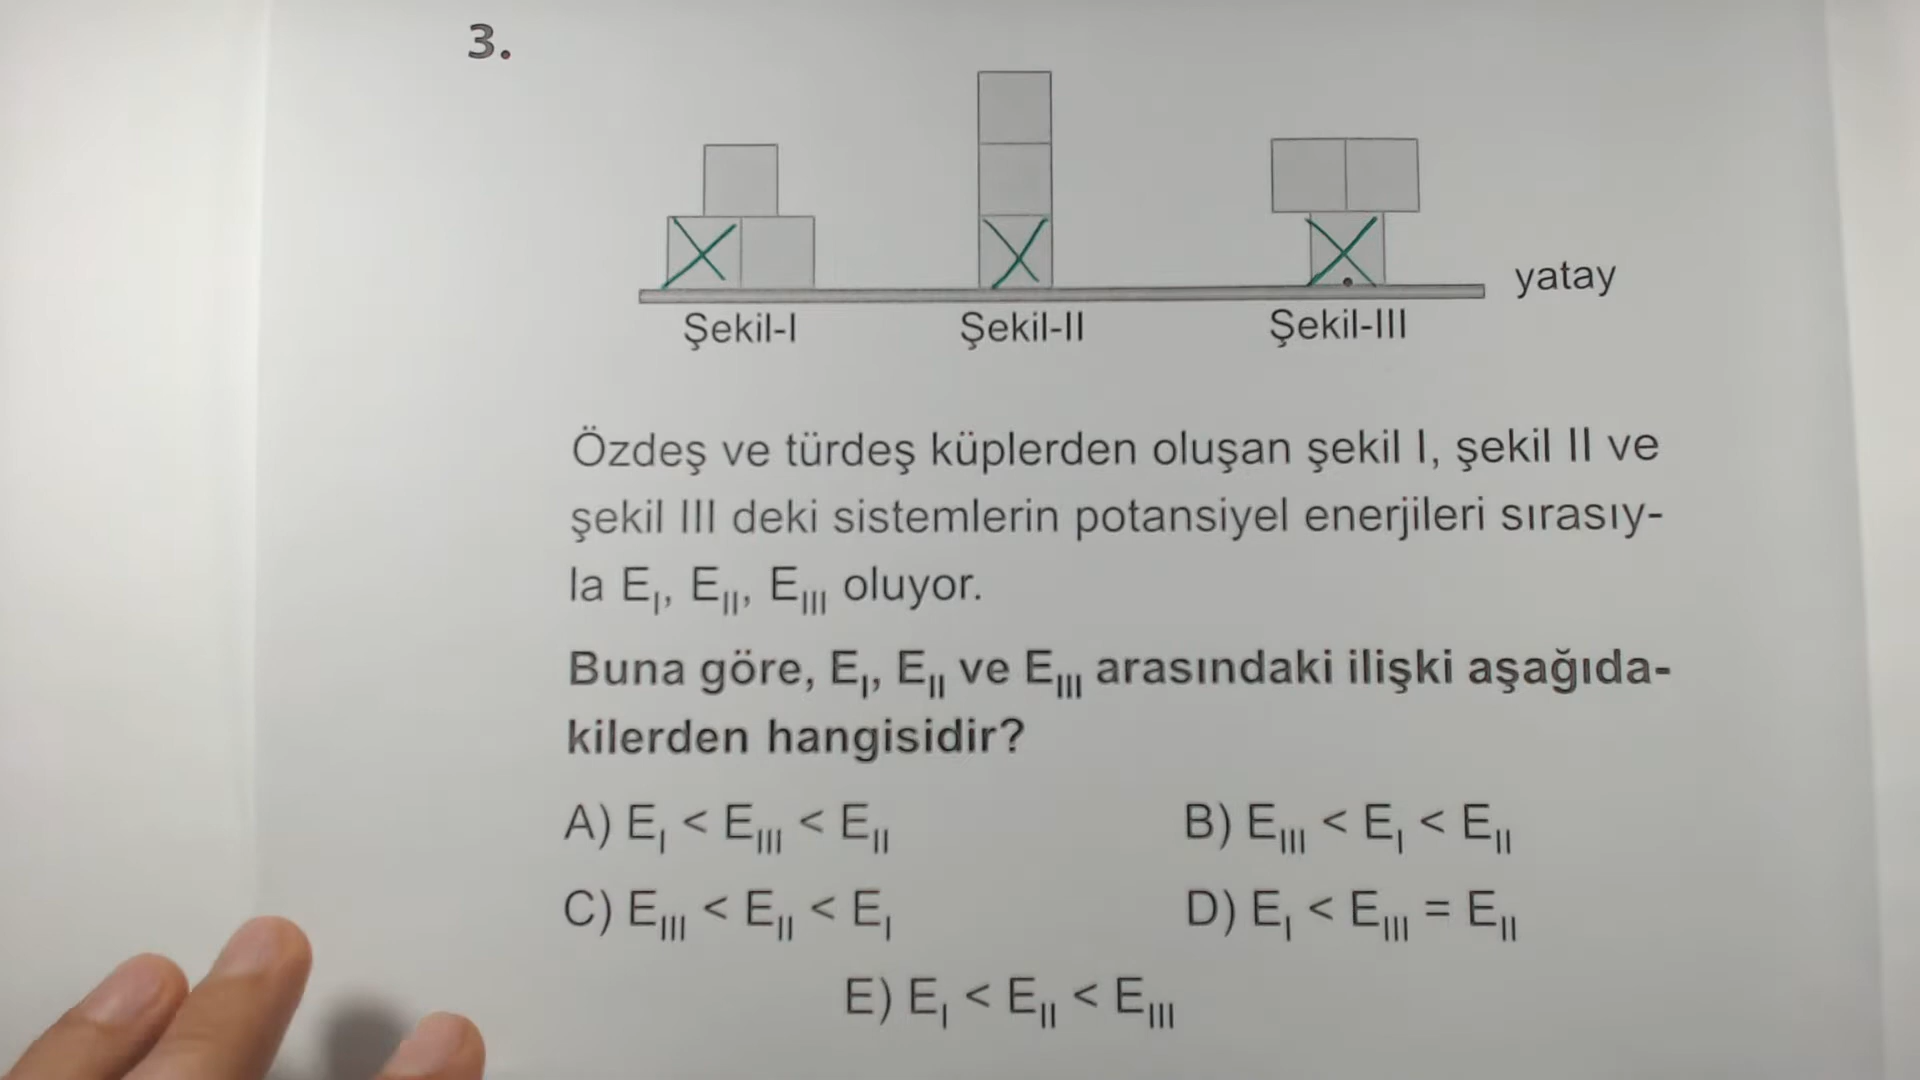 3.
yatay
Şekil-I Şekil-II Şekil-III
Özdeş ve türdeş küplerden oluşan şekil I, şekil II ve
şekil III deki sistemlerin potansiyel enerjileri sırasıy-
la E_I, E_II, E_III oluyor.
Buna göre, E_I, E_II ve E_III arasındaki ilişki aşağıda-
kilerden hangisidir?
A) E_I < E_III < E_II B) E_III < E_I < E_II
C) E_III < E_II < E_I D) E_I < E_III = E_II
E) E_I < E_II < E_III